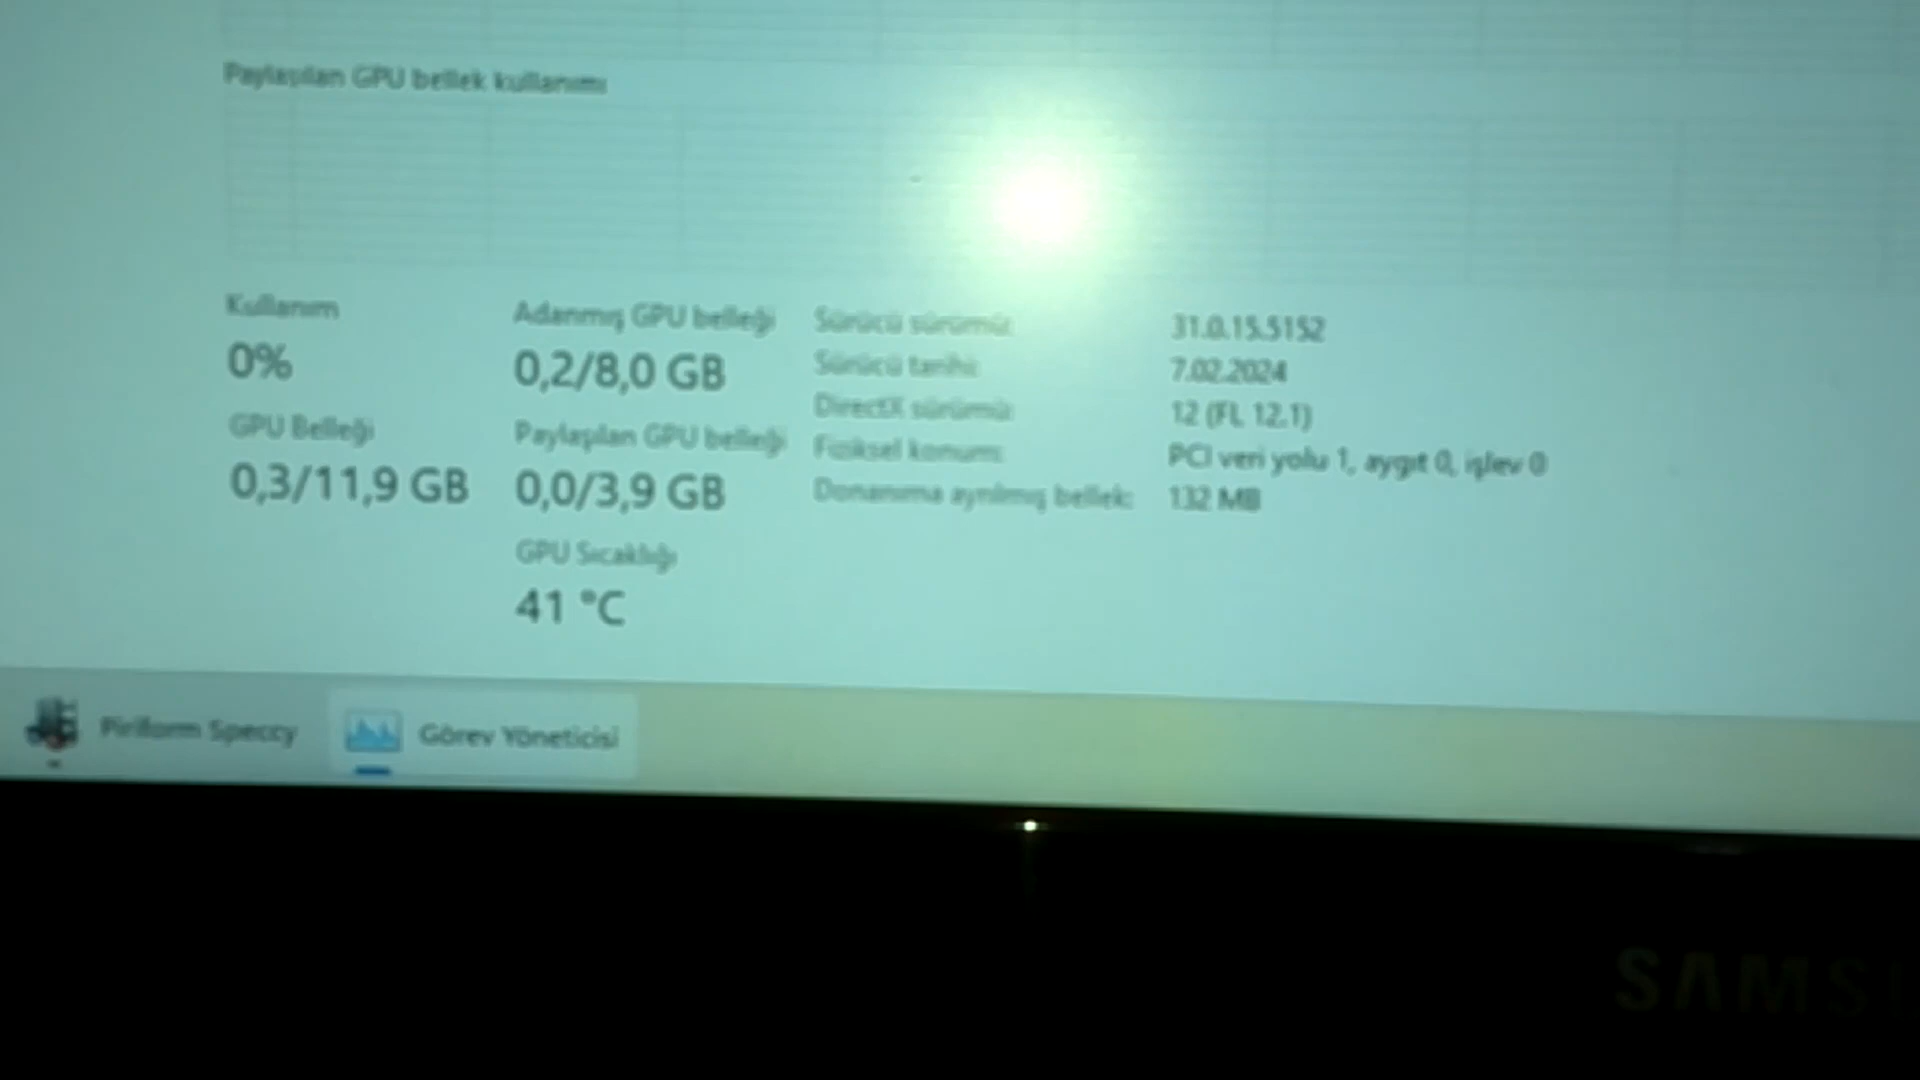 Paylaşılan GPU bellek kullanımı
Kullanım
0%
Adanmış GPU belleği
0,2/8,0 GB
GPU Belleği
0,3/11,9 GB
Paylaşılan GPU belleği
0,0/3,9 GB
GPU Sıcaklığı
41 °C
Sürücü sürümü: 31.0.15.5152
Sürücü tarihi: 7.02.2024
DirectX sürümü: 12 (FL 12.1)
Fiziksel konum: PCI veri yolu 1, aygıt 0, işlev 0
Donanıma ayrılmış bellek: 132 MB
Piriform Speccy
Görev Yöneticisi
SAMS